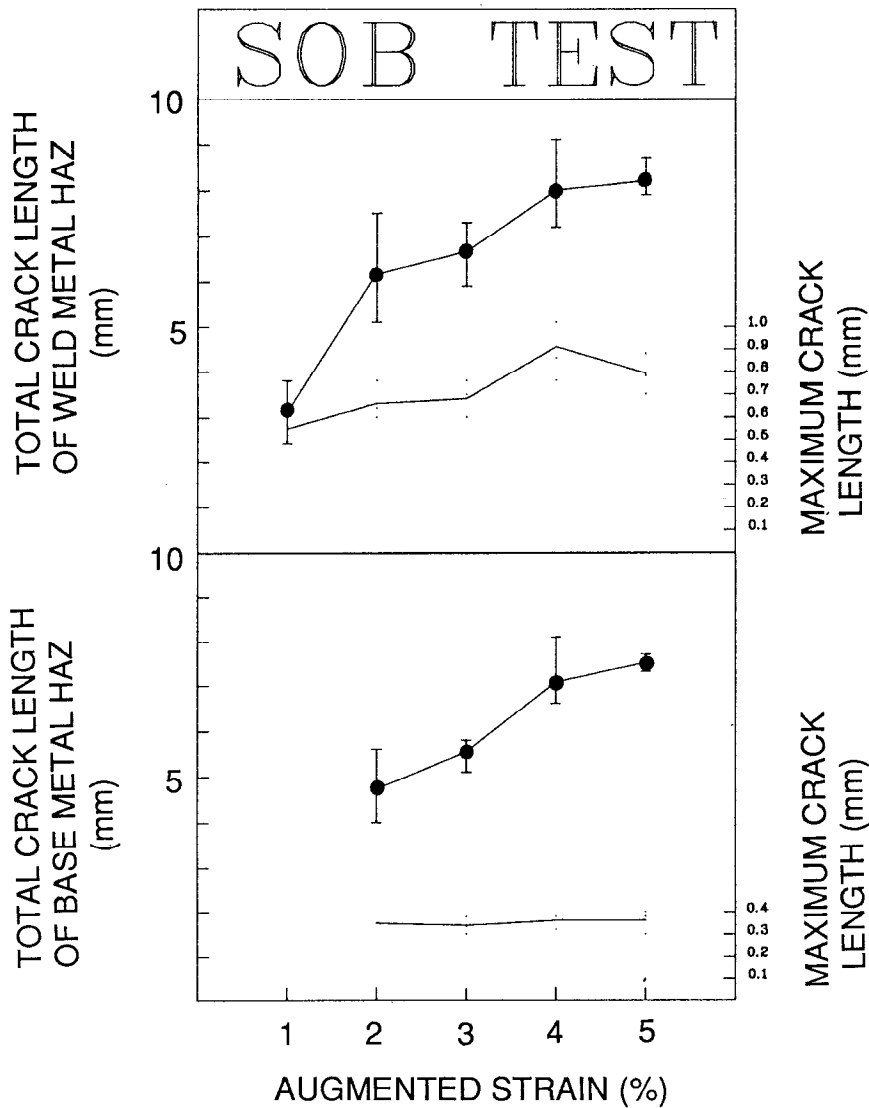 SOB TEST
TOTAL CRACK LENGTH
OF WELD METAL HAZ
(mm)
10
5
1.0
0.9
0.8
0.7
0.6
0.5
0.4
0.3
0.2
0.1
MAXIMUM CRACK
LENGTH (mm)
TOTAL CRACK LENGTH
OF BASE METAL HAZ
(mm)
10
5
0.4
0.3
0.2
0.1
MAXIMUM CRACK
LENGTH (mm)
1 2 3 4 5
AUGMENTED STRAIN (%)